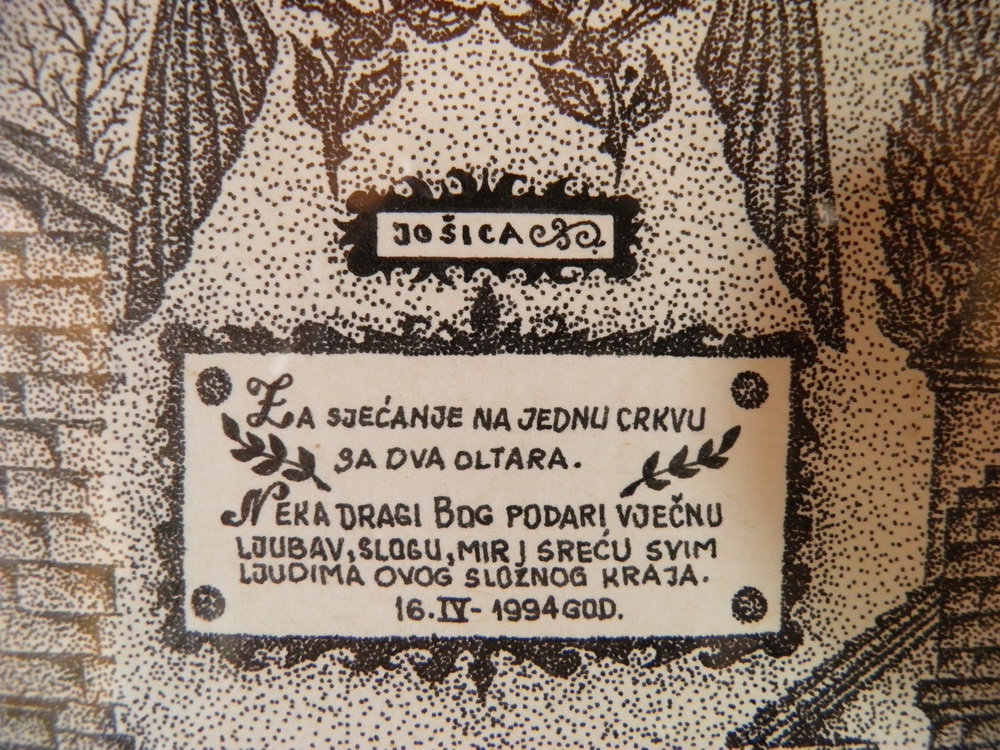 JOŠICA
ZA SJEĆANJE NA JEDNU CRKVU
SA DVA OLTARA.
NEKA DRAGI BOG PODARI VJEČNU
LJUBAV, SLOGU, MIR I SREĆU SVIM
LJUDIMA OVOG SLOŽNOG KRAJA.
16. IV - 1994 GOD.